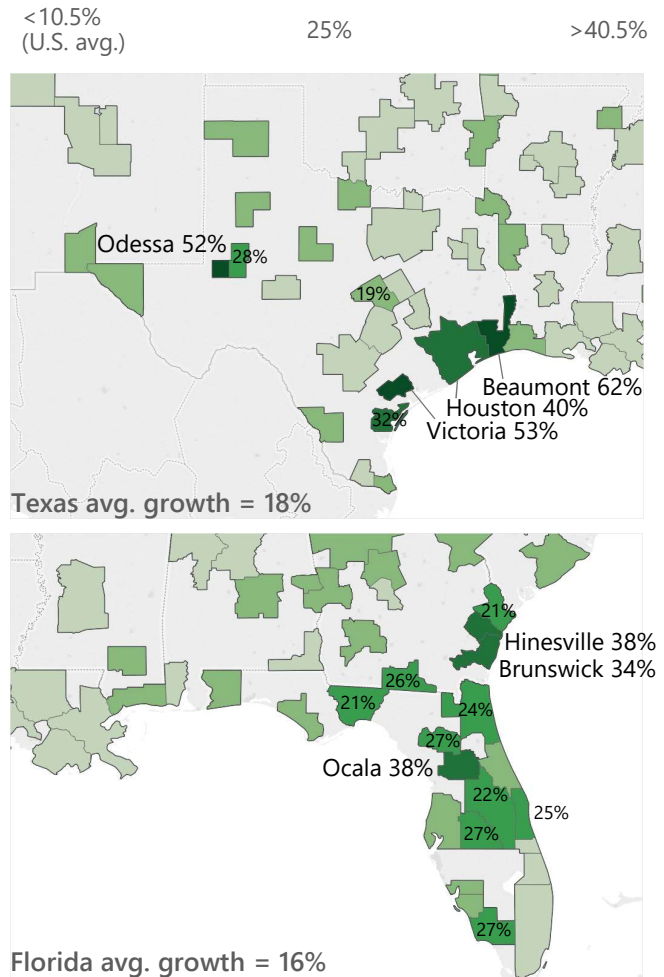 <10.5% 25% >40.5%
(U.S. avg.)
Odessa 52%
28%
19%
Beaumont 62%
Houston 40%
32%
Victoria 53%
Texas avg. growth = 18%
21%
Hinesville 38%
Brunswick 34%
26%
21%
24%
27%
Ocala 38%
22%
25%
27%
27%
Florida avg. growth = 16%